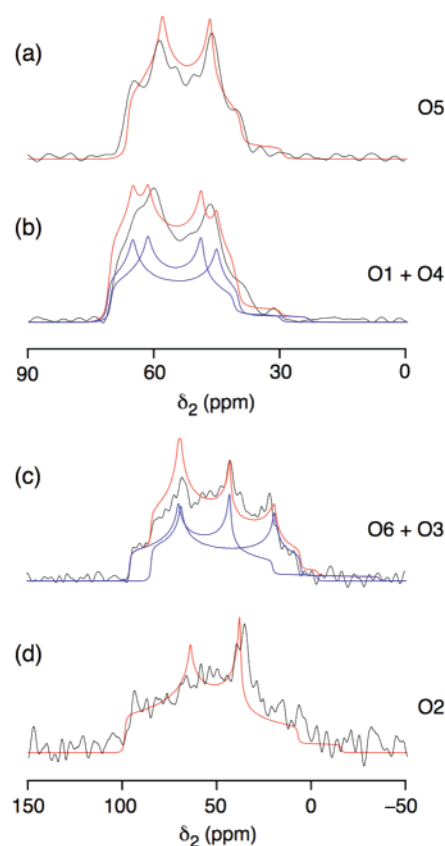 (a)
O5
(b)
O1 + O4
90 60 30 0
δ2 (ppm)
(c)
O6 + O3
(d)
O2
150 100 50 0 −50
δ2 (ppm)